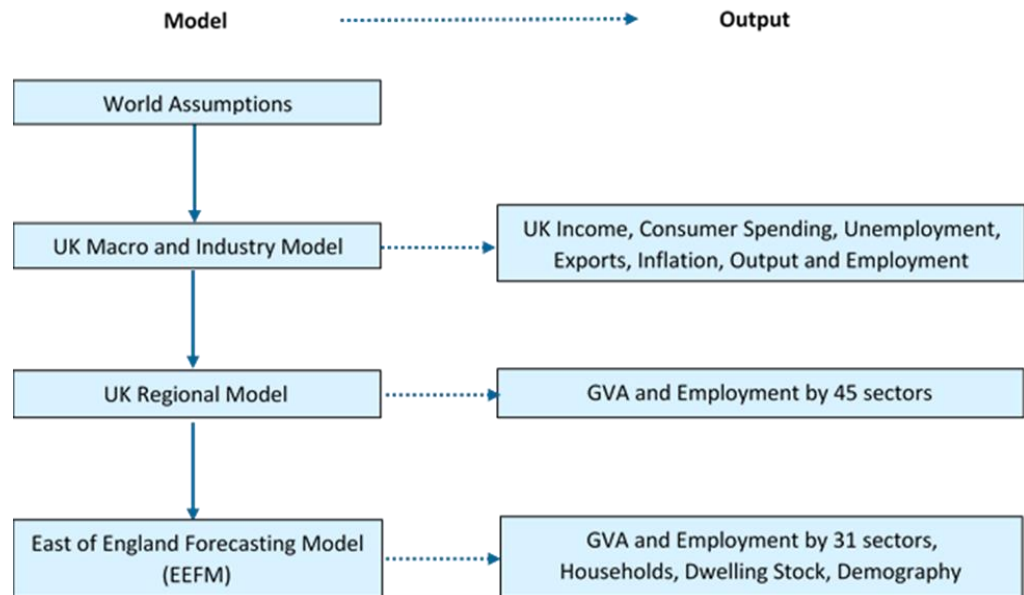 Model
Output
World Assumptions
UK Macro and Industry Model
UK Income, Consumer Spending, Unemployment,
Exports, Inflation, Output and Employment
UK Regional Model
GVA and Employment by 45 sectors
East of England Forecasting Model
(EEFM)
GVA and Employment by 31 sectors,
Households, Dwelling Stock, Demography